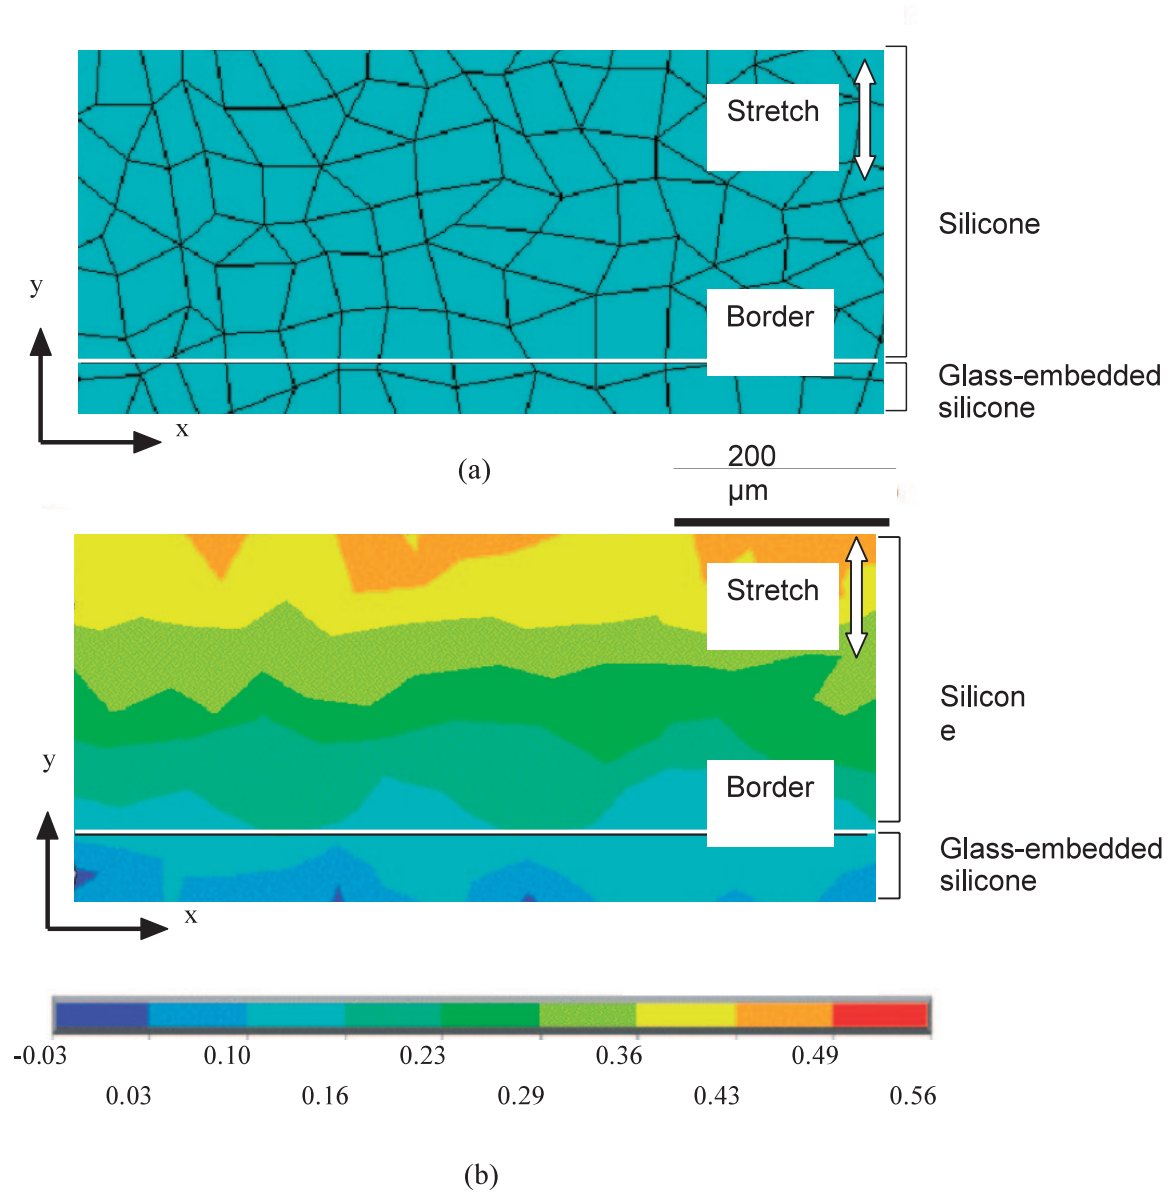 Stretch
Silicone
y
Border
Glass-embedded
silicone
x
(a)
200
µm
Stretch
Silicon
e
y
Border
Glass-embedded
silicone
x
-0.03 0.10 0.23 0.36 0.49
0.03 0.16 0.29 0.43 0.56
(b)